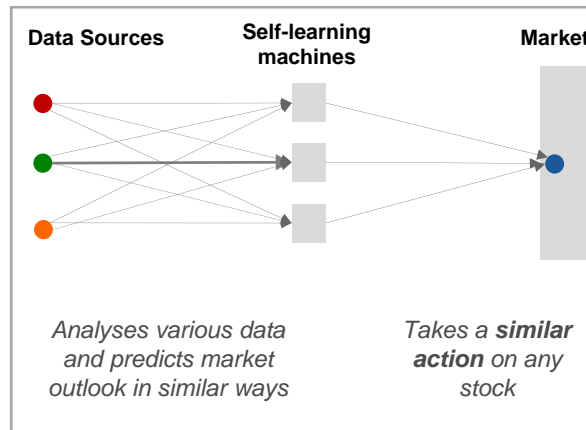 Data Sources
Self-learning
machines
Market
Analyses various data
and predicts market
outlook in similar ways
Takes a similar
action on any
stock